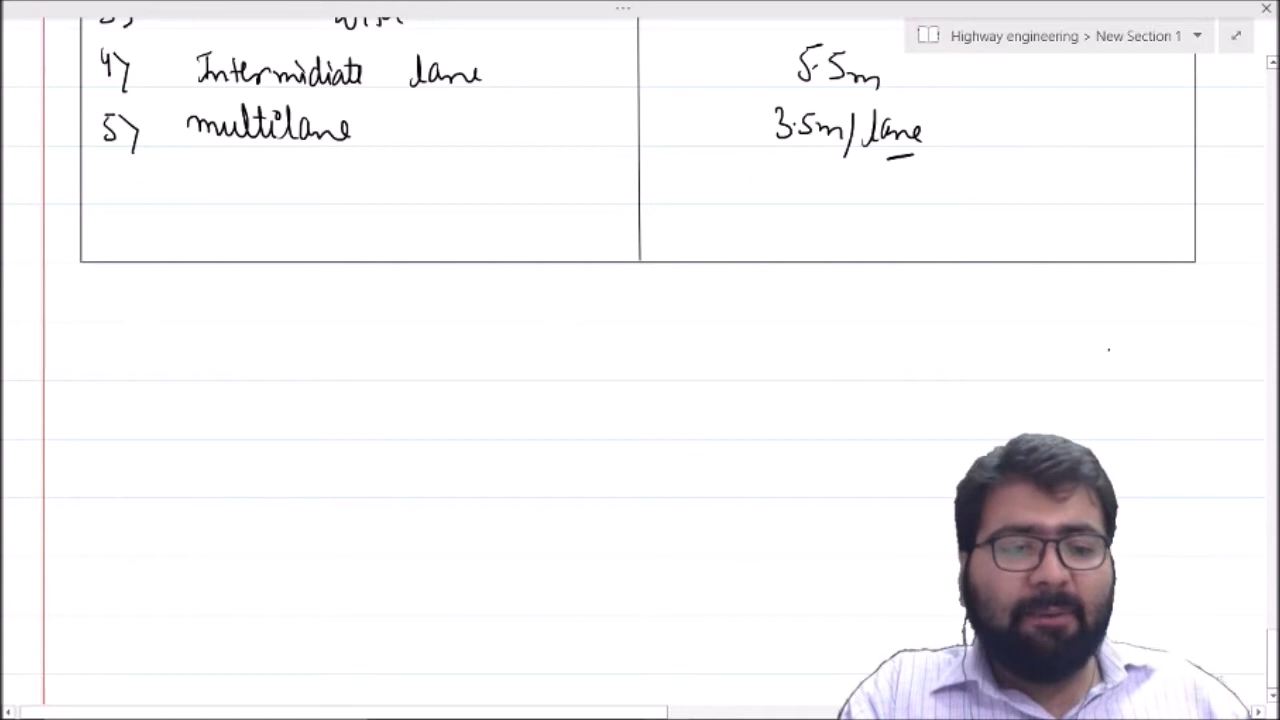 Highway engineering > New Section 1
4) Intermidiate lane 5.5m
5) multilane 3.5m/lane